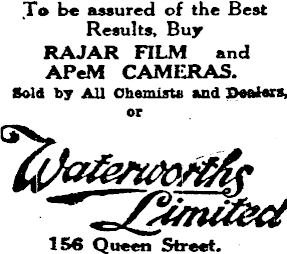 To be assured of the Best
Results, Buy
RAJAR FILM and
APeM CAMERAS.
Sold by All Chemists and Dealers,
or
Waterworths
Limited
156 Queen Street.